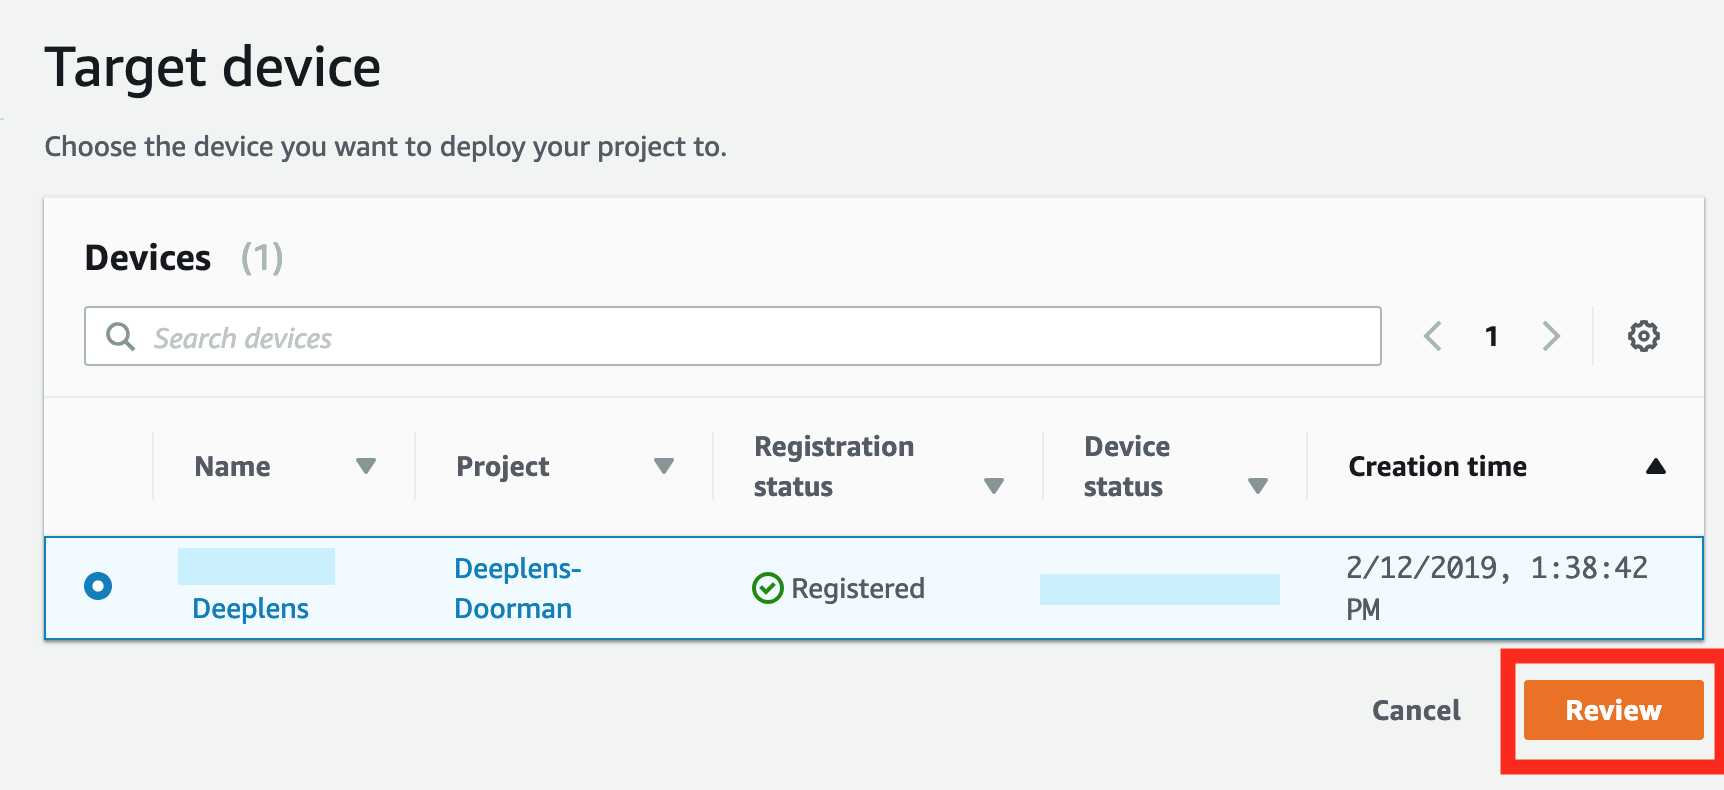 Target device
Choose the device you want to deploy your project to.
Devices (1)
Search devices
1
Name
Project
Registration
status
Device
status
Creation time
Deeplens
Deeplens-
Doorman
Registered
2/12/2019, 1:38:42
PM
Cancel
Review